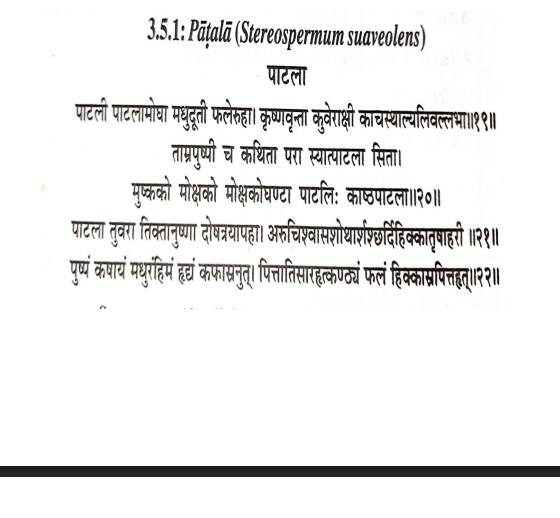 3.5.1: Pāṭalā (Stereospermum suaveolens)
पाटला
पाटली पाटलामोघा मधुदूती फलेरुहा। कृष्णवृन्ता कुवेराक्षी काचस्थाल्यलिवल्लभा॥१९॥
ताम्रपुष्पी च कथिता परा स्यात्पाटला सिता।
मुष्कको मोक्षको मोक्षकोघण्टा पाटलिः काष्ठपाटला॥२०॥
पाटला तुवरा तिक्तानुष्णा दोषत्रयापहा। अरुचिश्वासशोथार्शश्छर्दिहिक्कातृषाहरी ॥२१॥
पुष्पं कषायं मधुरंहिमं हृद्यं कफास्रनुत्। पित्तातिसारहृत्कण्ठ्यं फलं हिक्कास्रपित्तहृत्॥२२॥